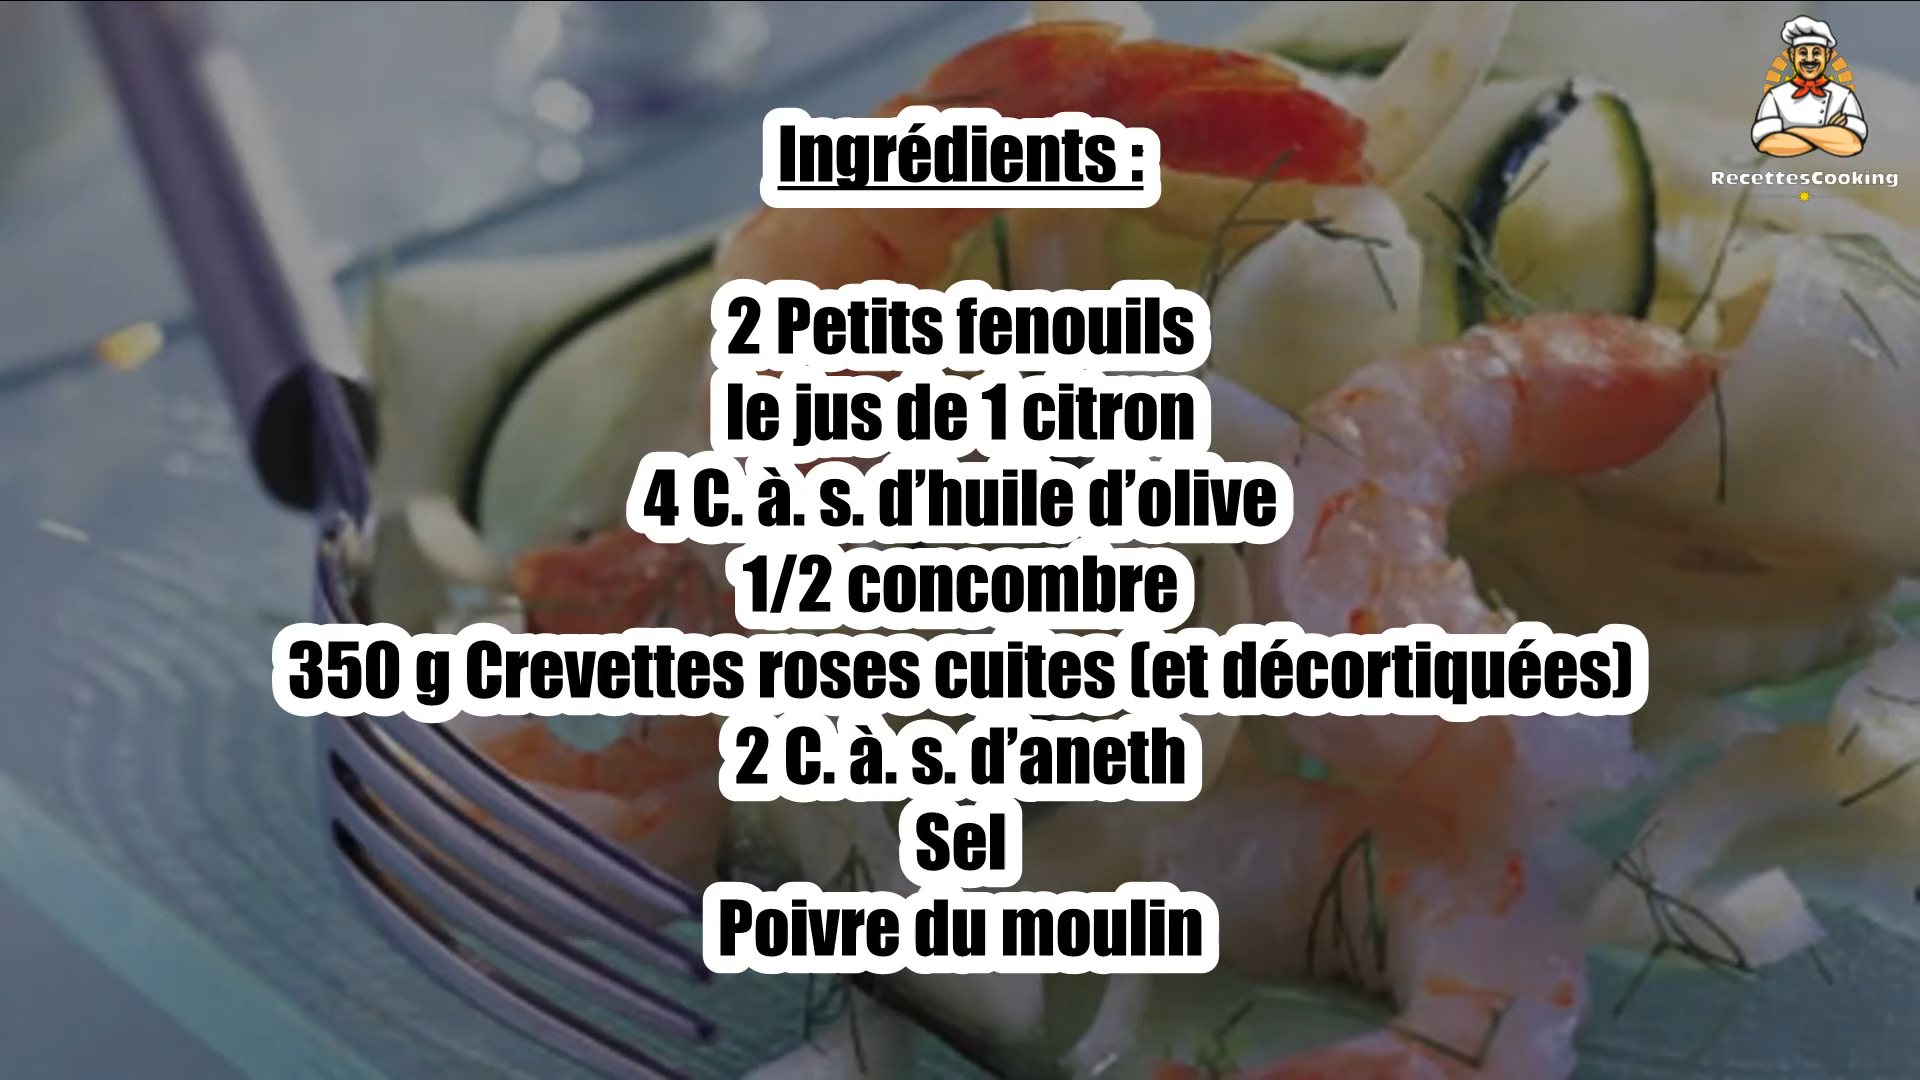 RecettesCooking
Ingrédients :
2 Petits fenouils
le jus de 1 citron
4 C. à. s. d’huile d’olive
1/2 concombre
350 g Crevettes roses cuites (et décortiquées)
2 C. à. s. d’aneth
Sel
Poivre du moulin